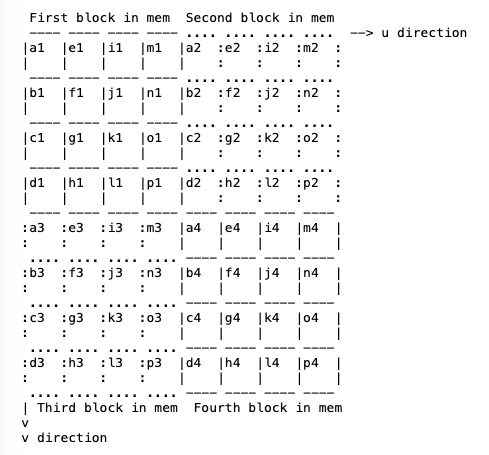 First block in mem  Second block in mem
 ---- ---- ---- ---- .... .... .... ....  --> u direction
|a1  |e1  |i1  |m1  |a2  :e2  :i2  :m2  :
|    |    |    |    |    :    :    :    :
 ---- ---- ---- ---- .... .... .... ....
|b1  |f1  |j1  |n1  |b2  :f2  :j2  :n2  :
|    |    |    |    |    :    :    :    :
 ---- ---- ---- ---- .... .... .... ....
|c1  |g1  |k1  |o1  |c2  :g2  :k2  :o2  :
|    |    |    |    |    :    :    :    :
 ---- ---- ---- ---- .... .... .... ....
|d1  |h1  |l1  |p1  |d2  :h2  :l2  :p2  :
|    |    |    |    |    :    :    :    :
 ---- ---- ---- ---- ---- ---- ---- ----
:a3  :e3  :i3  :m3  |a4  |e4  |i4  |m4  |
:    :    :    :    |    |    |    |    |
 .... .... .... .... ---- ---- ---- ----
:b3  :f3  :j3  :n3  |b4  |f4  |j4  |n4  |
:    :    :    :    |    |    |    |    |
 .... .... .... .... ---- ---- ---- ----
:c3  :g3  :k3  :o3  |c4  |g4  |k4  |o4  |
:    :    :    :    |    |    |    |    |
 .... .... .... .... ---- ---- ---- ----
:d3  :h3  :l3  :p3  |d4  |h4  |l4  |p4  |
:    :    :    :    |    |    |    |    |
 .... .... .... .... ---- ---- ---- ----
| Third block in mem  Fourth block in mem
v
v direction